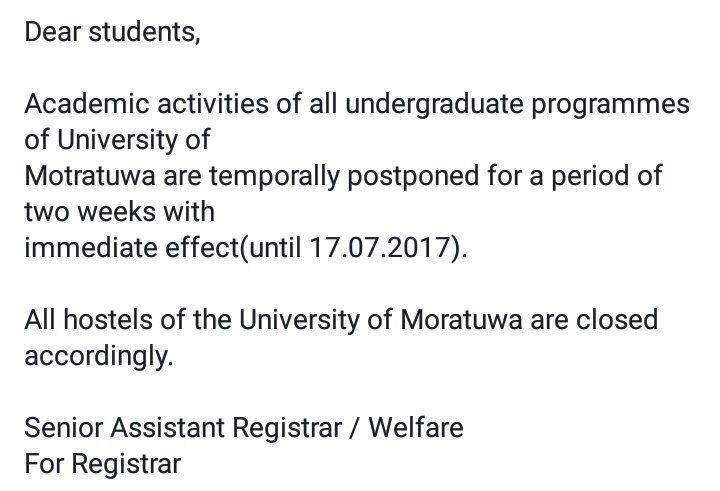 Dear students,
Academic activities of all undergraduate programmes
of University of
Motratuwa are temporally postponed for a period of
two weeks with
immediate effect(until 17.07.2017).
All hostels of the University of Moratuwa are closed
accordingly.
Senior Assistant Registrar / Welfare
For Registrar